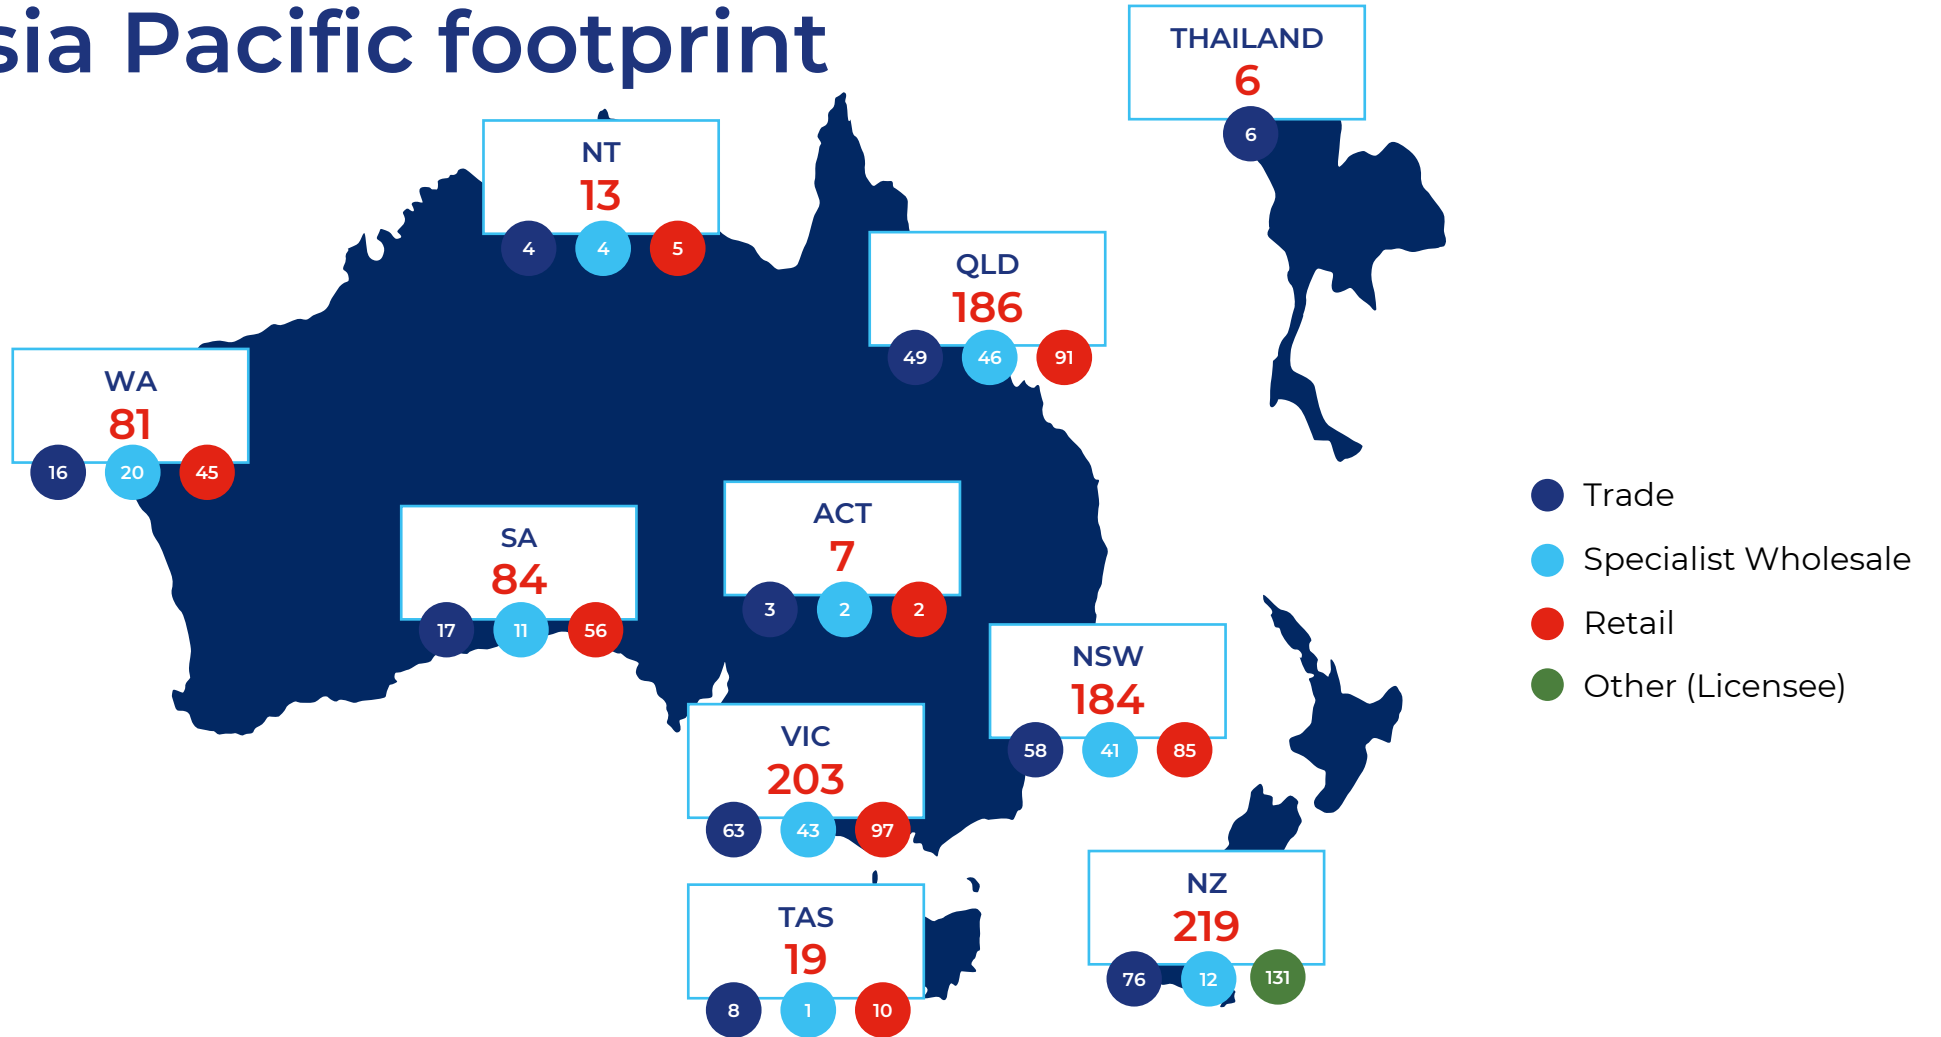 sia Pacific footprint
THAILAND
6
6
NT
13
4 4 5
QLD
186
49 46 91
WA
81
16 20 45
SA
84
17 11 56
ACT
7
3 2 2
NSW
184
58 41 85
VIC
203
63 43 97
TAS
19
8 1 10
NZ
219
76 12 131
Trade
Specialist Wholesale
Retail
Other (Licensee)